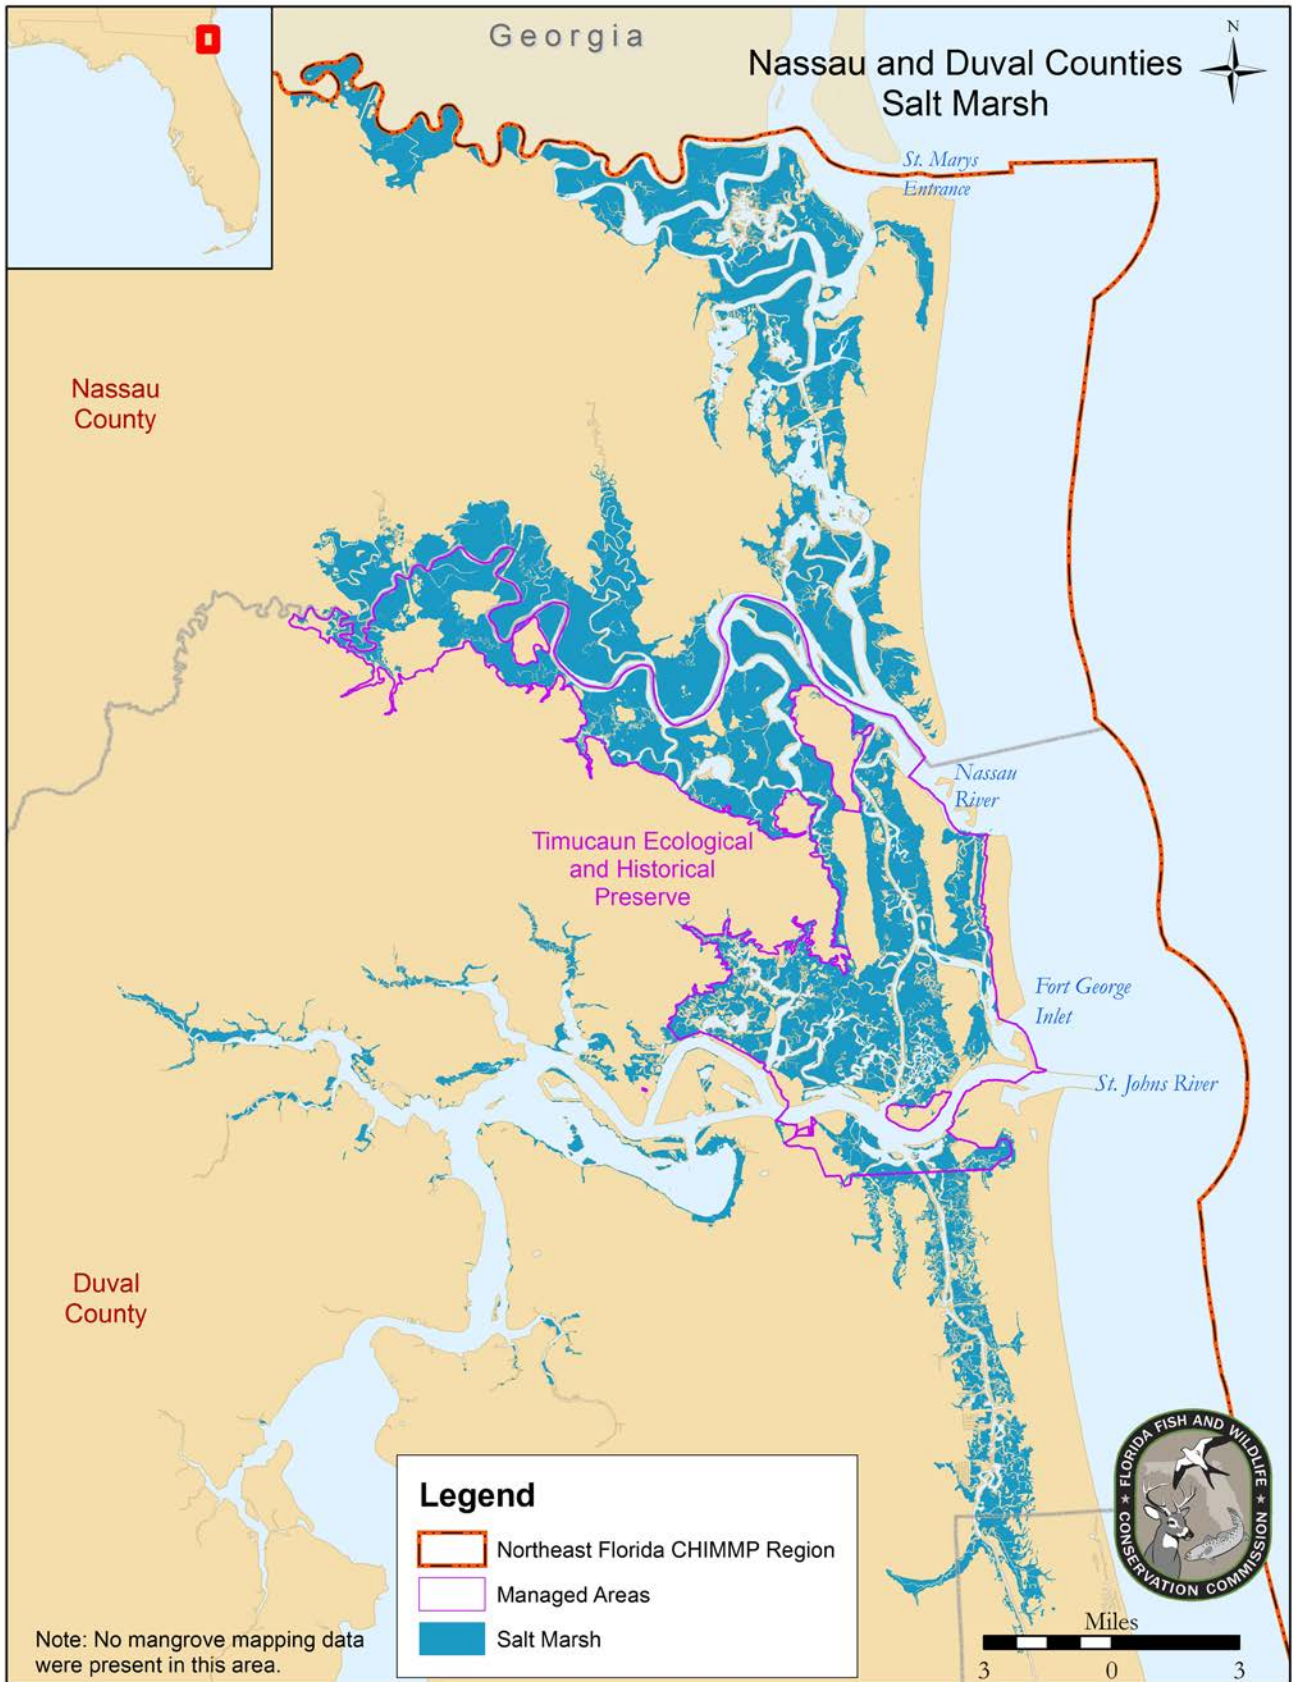 Georgia
Nassau and Duval Counties
Salt Marsh
N
St. Marys
Entrance
Nassau
County
Nassau
River
Timucaun Ecological
and Historical
Preserve
Fort George
Inlet
St. Johns River
Duval
County
Legend
Northeast Florida CHIMMP Region
Managed Areas
Salt Marsh
Note: No mangrove mapping data
were present in this area.
FLORIDA FISH AND WILDLIFE
CONSERVATION COMMISSION
Miles
3 0 3